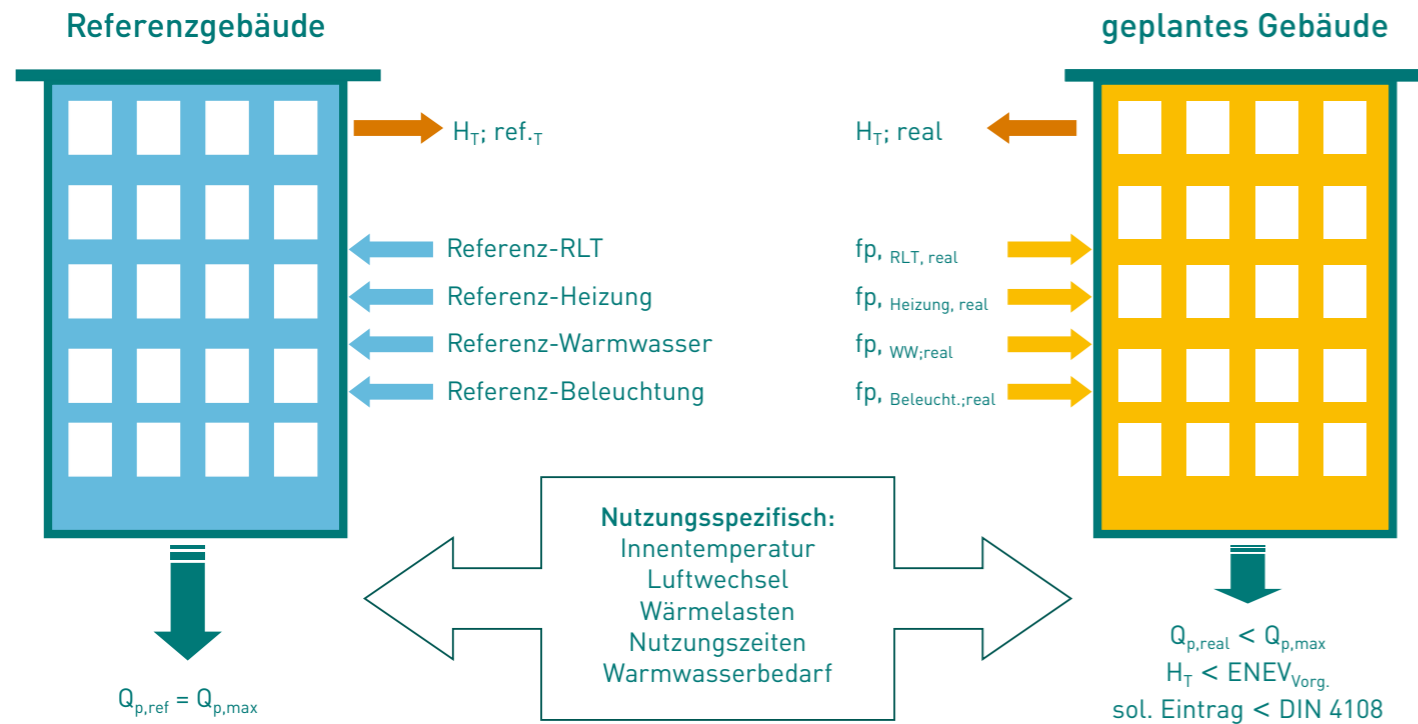 Referenzgebäude
H_T; ref._T
Referenz-RLT
Referenz-Heizung
Referenz-Warmwasser
Referenz-Beleuchtung
Q_p,ref = Q_p,max
Nutzungsspezifisch:
Innentemperatur
Luftwechsel
Wärmelasten
Nutzungszeiten
Warmwasserbedarf
geplantes Gebäude
H_T; real
fp, RLT, real
fp, Heizung, real
fp, WW;real
fp, Beleucht.;real
Q_p,real < Q_p,max
H_T < ENEV_Vorg.
sol. Eintrag < DIN 4108